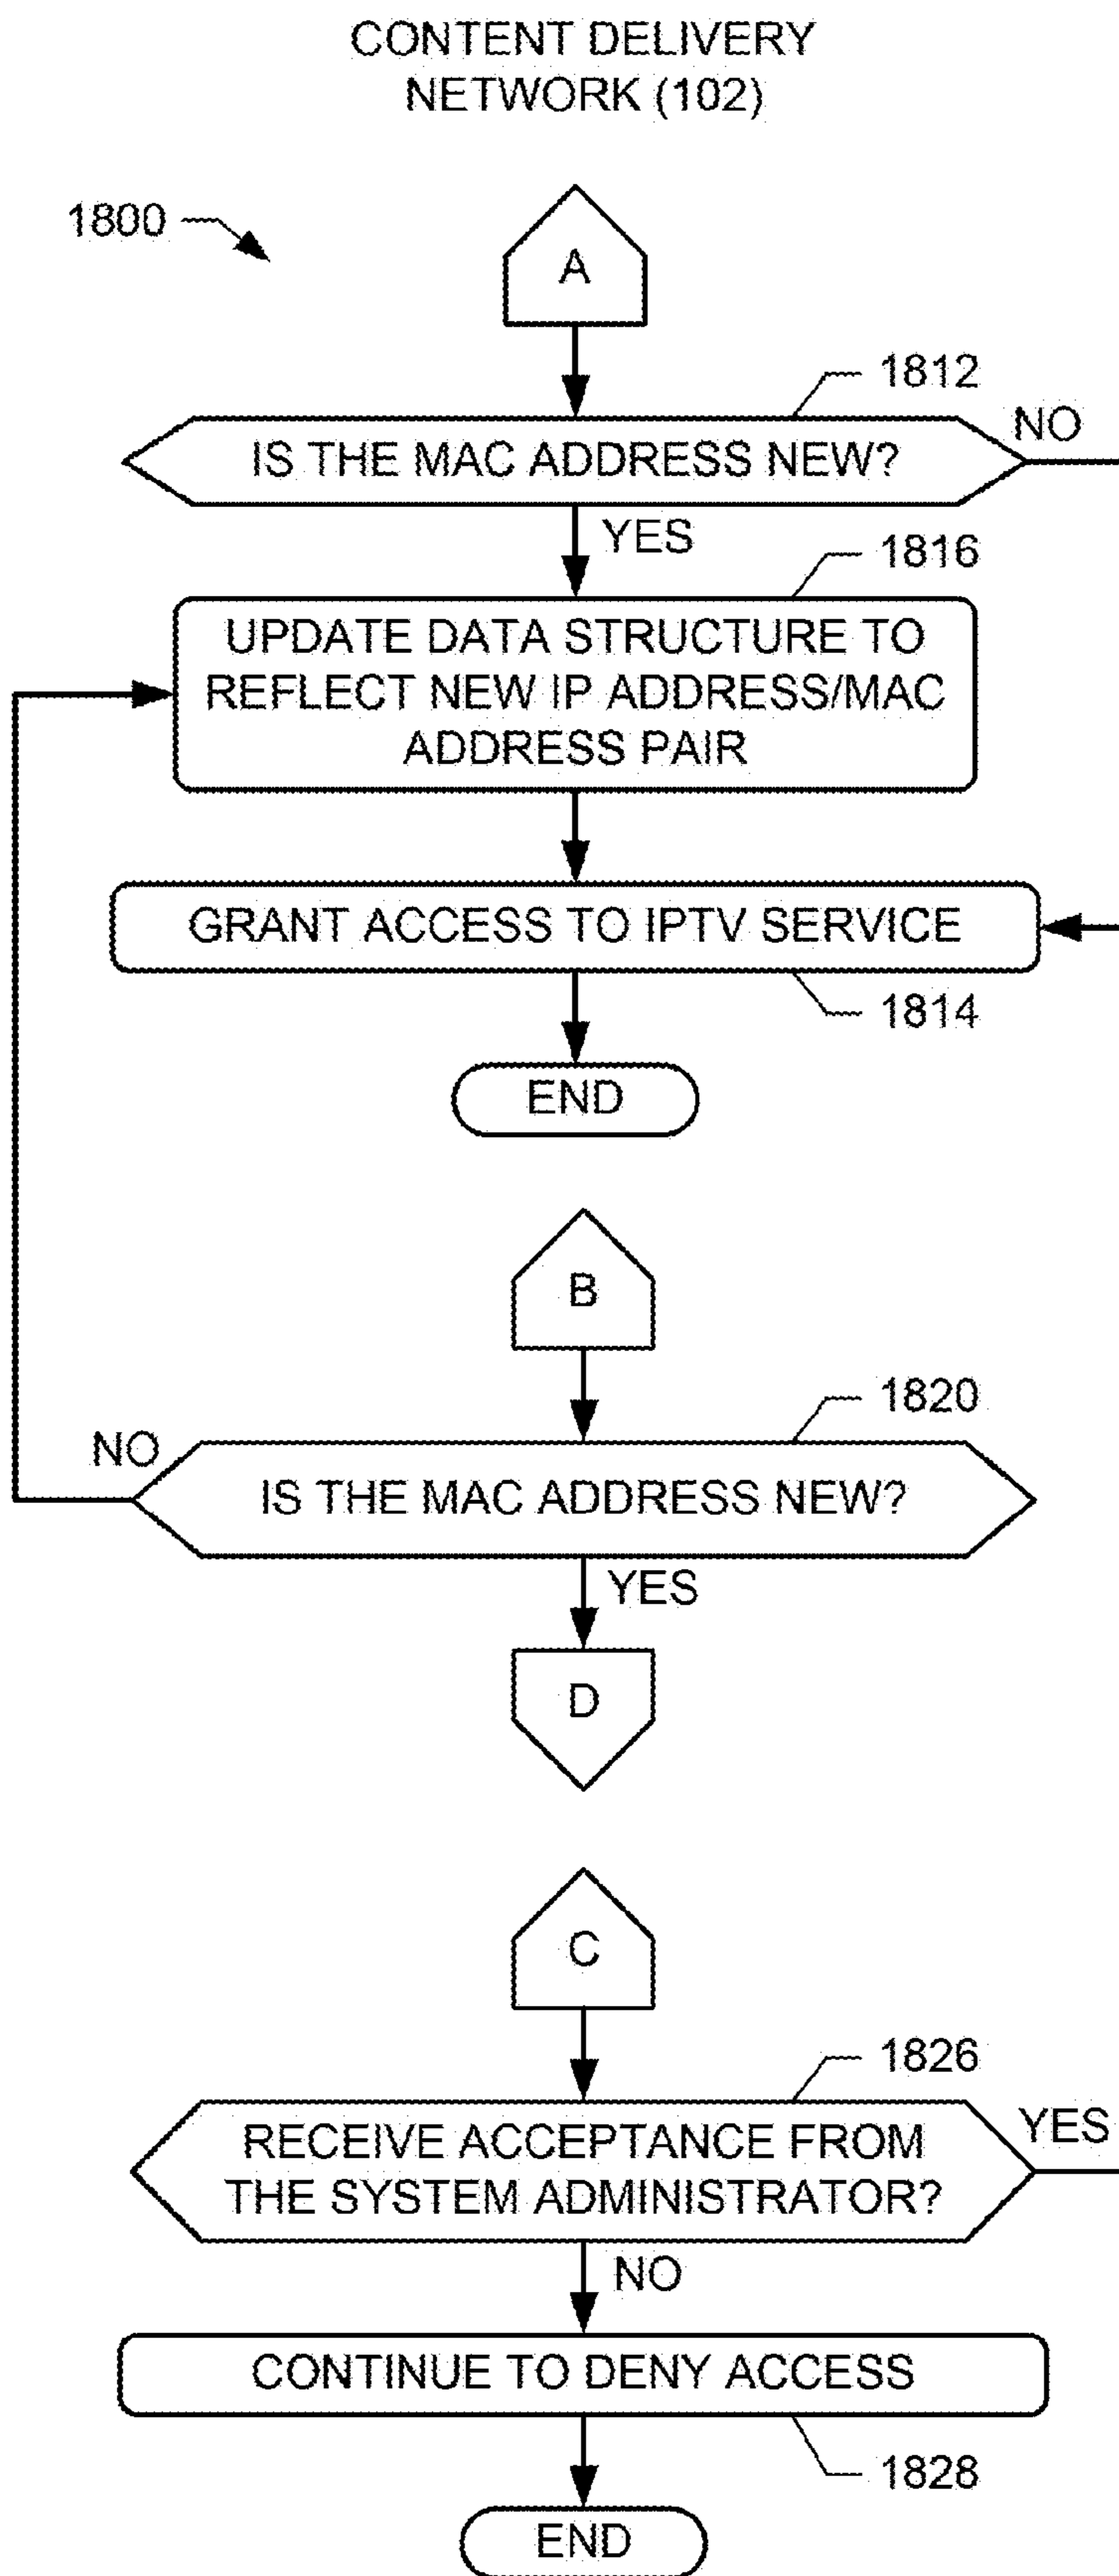 CONTENT DELIVERY
NETWORK (102)
1800
A
1812
IS THE MAC ADDRESS NEW?
NO
YES
1816
UPDATE DATA STRUCTURE TO
REFLECT NEW IP ADDRESS/MAC
ADDRESS PAIR
GRANT ACCESS TO IPTV SERVICE
1814
END
B
1820
NO
IS THE MAC ADDRESS NEW?
YES
D
C
1826
RECEIVE ACCEPTANCE FROM
THE SYSTEM ADMINISTRATOR?
YES
NO
CONTINUE TO DENY ACCESS
1828
END